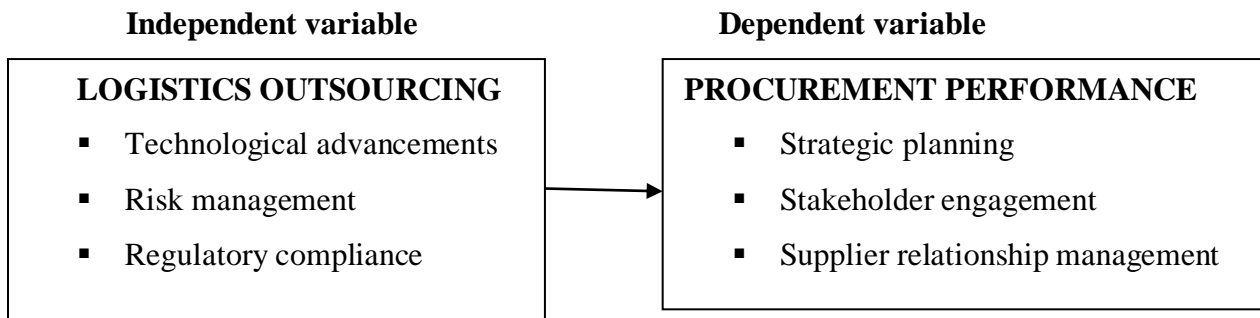 Independent variable
Dependent variable
LOGISTICS OUTSOURCING
▪ Technological advancements
▪ Risk management
▪ Regulatory compliance
PROCUREMENT PERFORMANCE
▪ Strategic planning
▪ Stakeholder engagement
▪ Supplier relationship management